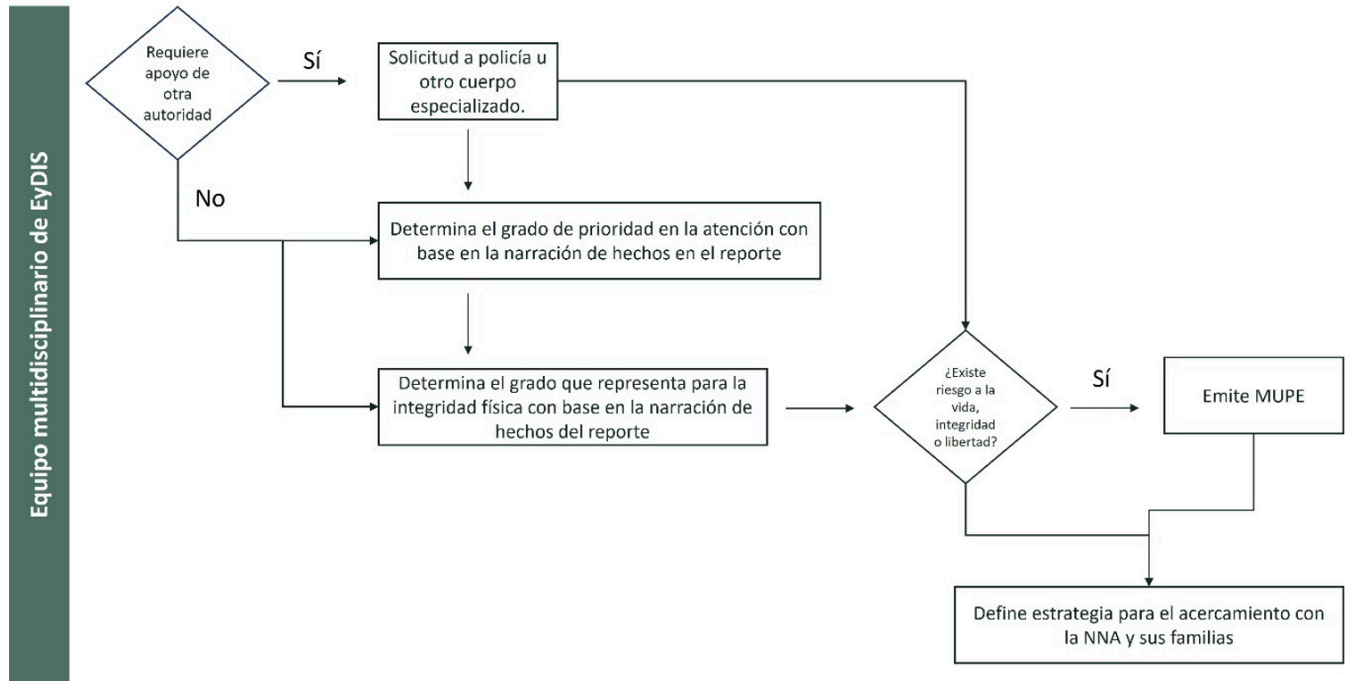 Equipo multidisciplinario de EyDIS
Requiere
apoyo de
otra
autoridad
Sí
Solicitud a policía u
otro cuerpo
especializado.
No
Determina el grado de prioridad en la atención con
base en la narración de hechos en el reporte
Determina el grado que representa para la
integridad física con base en la narración de
hechos del reporte
¿Existe
riesgo a la
vida,
integridad
o libertad?
Sí
Emite MUPE
Define estrategia para el acercamiento con
la NNA y sus familias